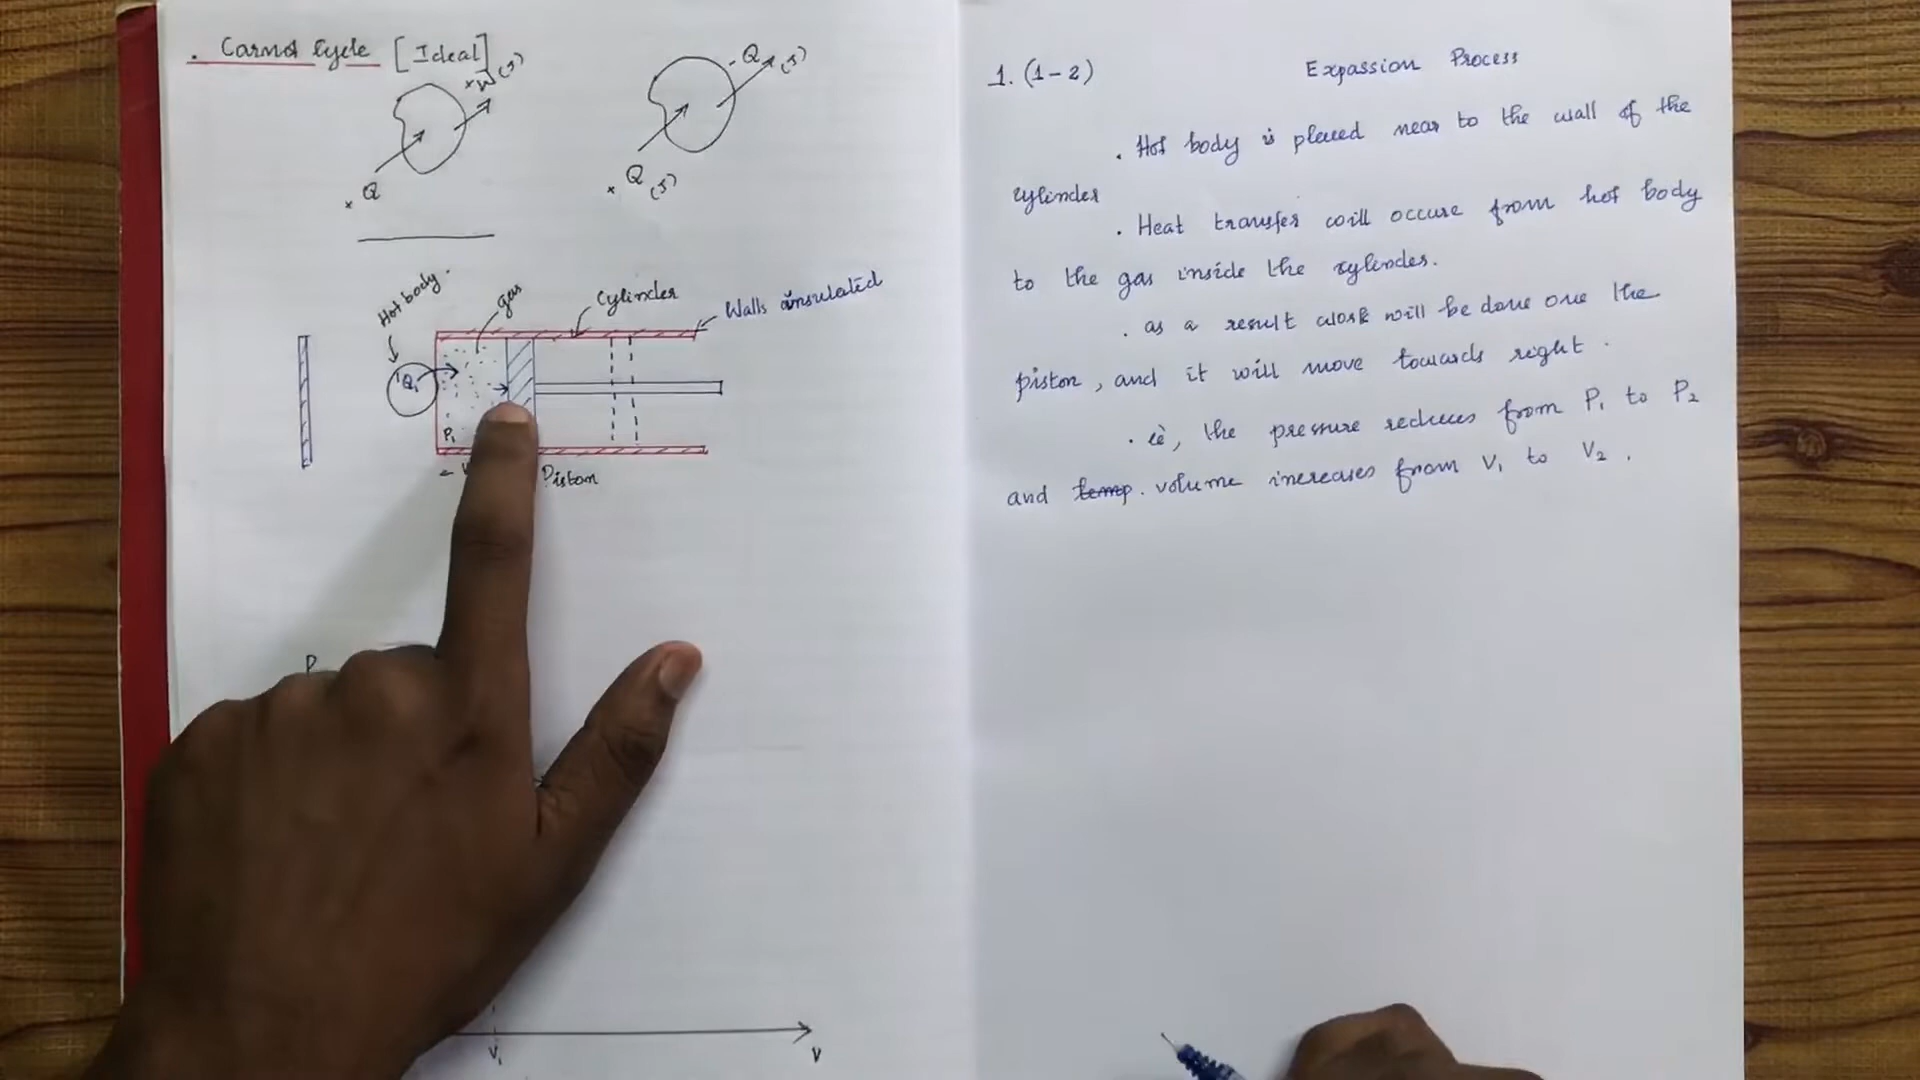 . Carnot Cycle [Ideal]
+W (J)
+ Q
- Q (J)
+ Q (J)
Hot body.
gas
Cylinder
Walls insulated
Q1
P1
Piston
P
V1
V
1. (1-2) Expassion Process
. Hot body is placed near to the wall of the
cylinder
. Heat transfer will occure from hot body
to the gas inside the cylinder.
. as a result work will be done one the
piston, and it will move towards right.
. ie, the pressure reduces from P1 to P2
and temp. volume increases from V1 to V2.